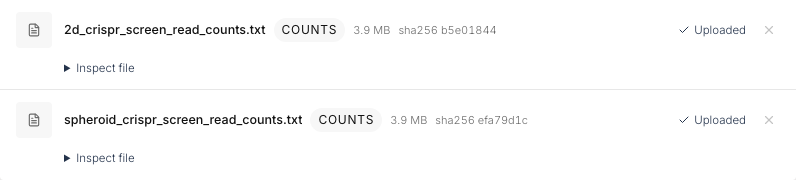 2d_crispr_screen_read_counts.txt COUNTS 3.9 MB sha256 b5e01844 Uploaded
Inspect file
spheroid_crispr_screen_read_counts.txt COUNTS 3.9 MB sha256 efa79d1c Uploaded
Inspect file